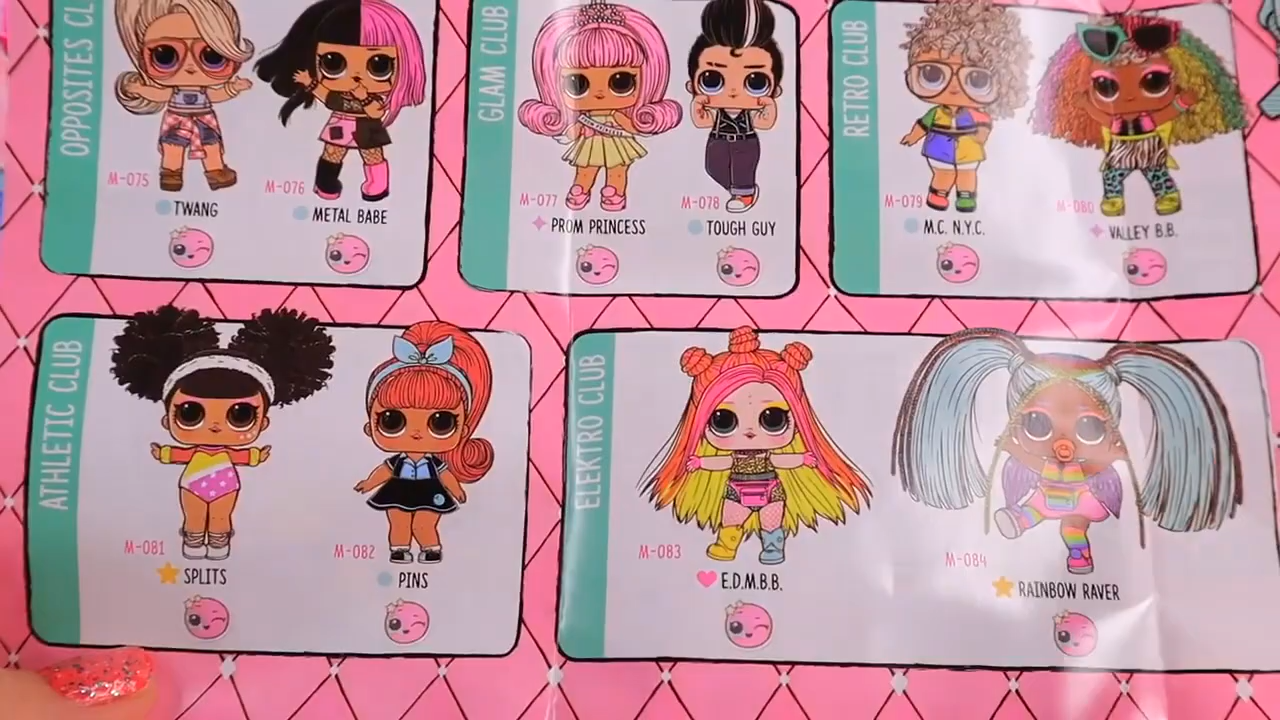 OPPOSITES CL
M-075
TWANG
M-076
METAL BABE
GLAM CLUB
M-077
PROM PRINCESS
M-078
TOUGH GUY
RETRO CLUB
M-079
M.C. N.Y.C.
M-080
VALLEY B.B.
ATHLETIC CLUB
M-081
SPLITS
M-082
PINS
ELEKTRO CLUB
M-083
E.D.M.B.B.
M-084
RAINBOW RAVER